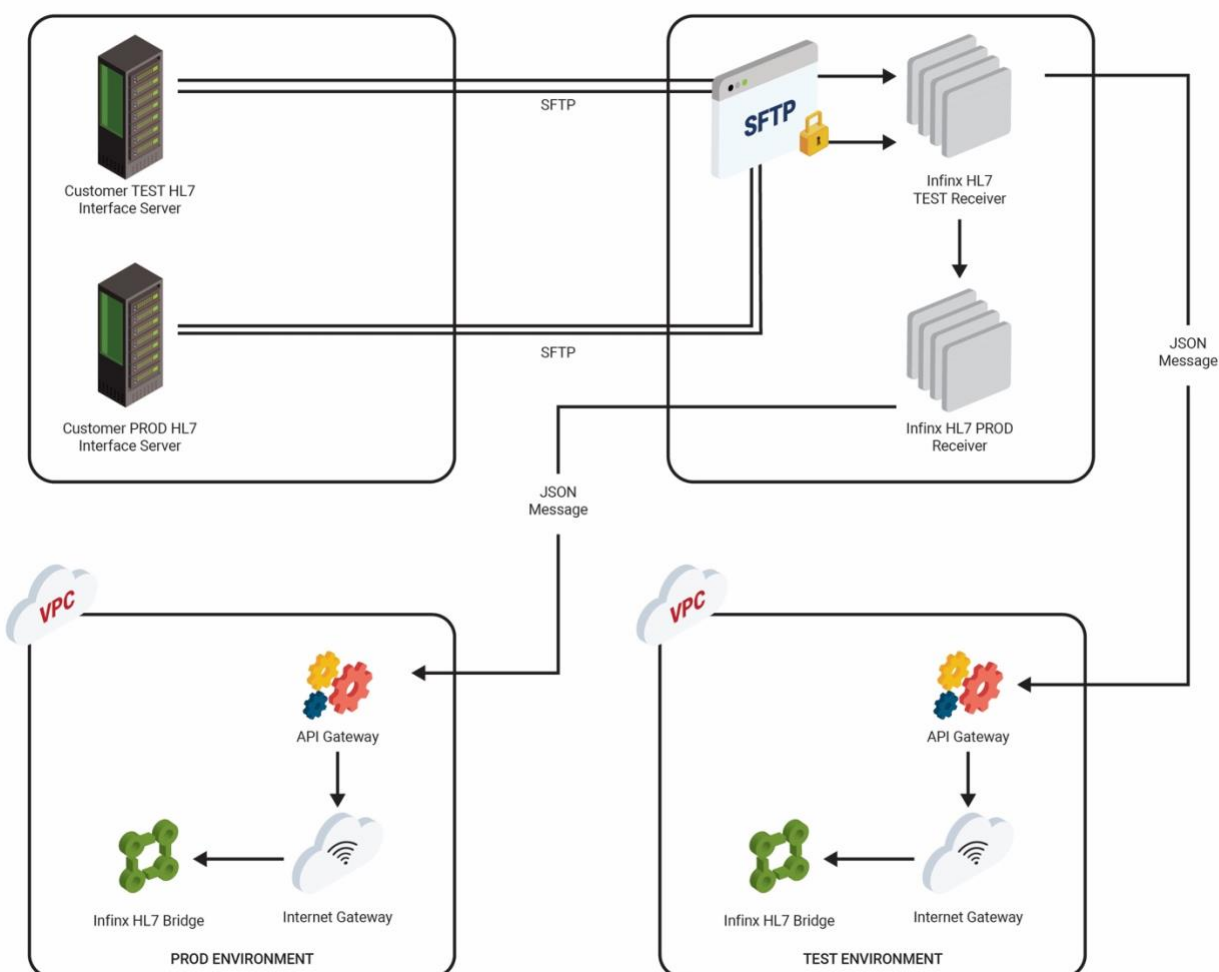 Customer TEST HL7
Interface Server
SFTP
SFTP
Infinx HL7
TEST Receiver
Customer PROD HL7
Interface Server
SFTP
Infinx HL7 PROD
Receiver
JSON
Message
JSON
Message
VPC
API Gateway
Infinx HL7 Bridge
Internet Gateway
PROD ENVIRONMENT
VPC
API Gateway
Infinx HL7 Bridge
Internet Gateway
TEST ENVIRONMENT